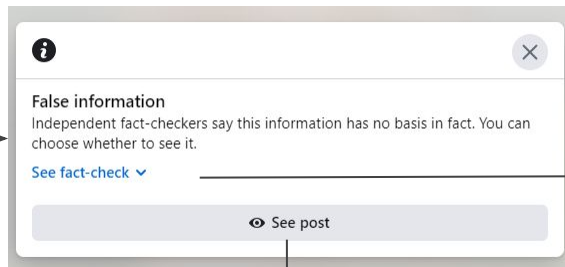 False information
Independent fact-checkers say this information has no basis in fact. You can
choose whether to see it.
See fact-check
See post